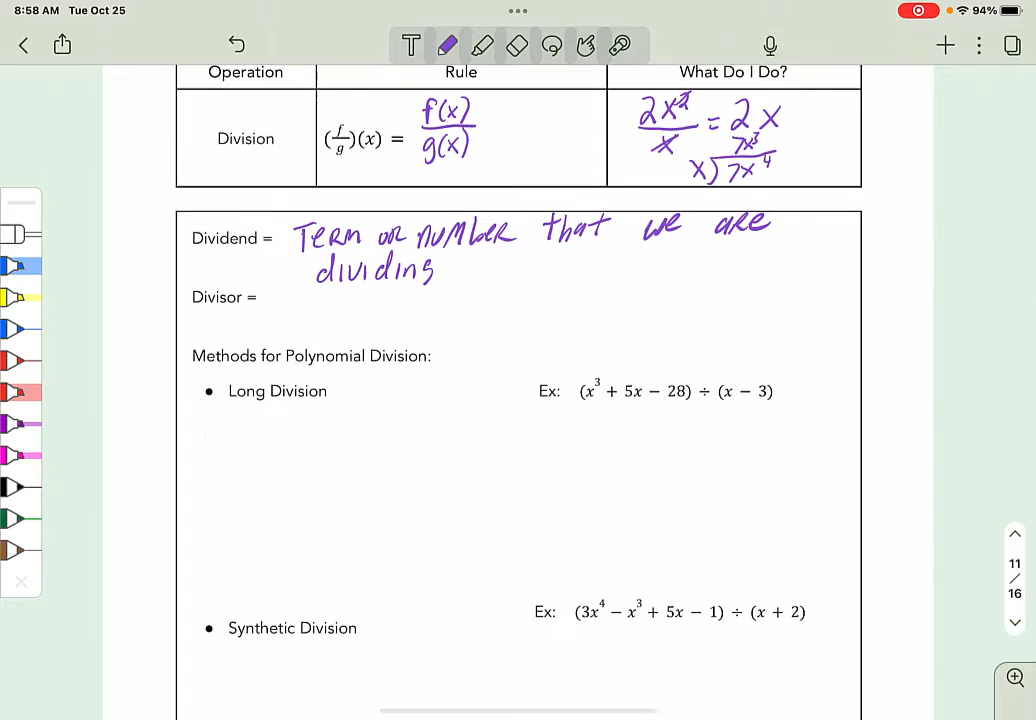 8:58 AM Tue Oct 25
94%
T
Operation Rule What Do I Do?
Division (f/g)(x) = f(x)/g(x) 2x²/x = 2x
7x³
x)7x⁴
Dividend = Term or number that we are
dividing
Divisor =
Methods for Polynomial Division:
• Long Division Ex: (x³ + 5x − 28) ÷ (x − 3)
11
/
16
Ex: (3x⁴ − x³ + 5x − 1) ÷ (x + 2)
• Synthetic Division